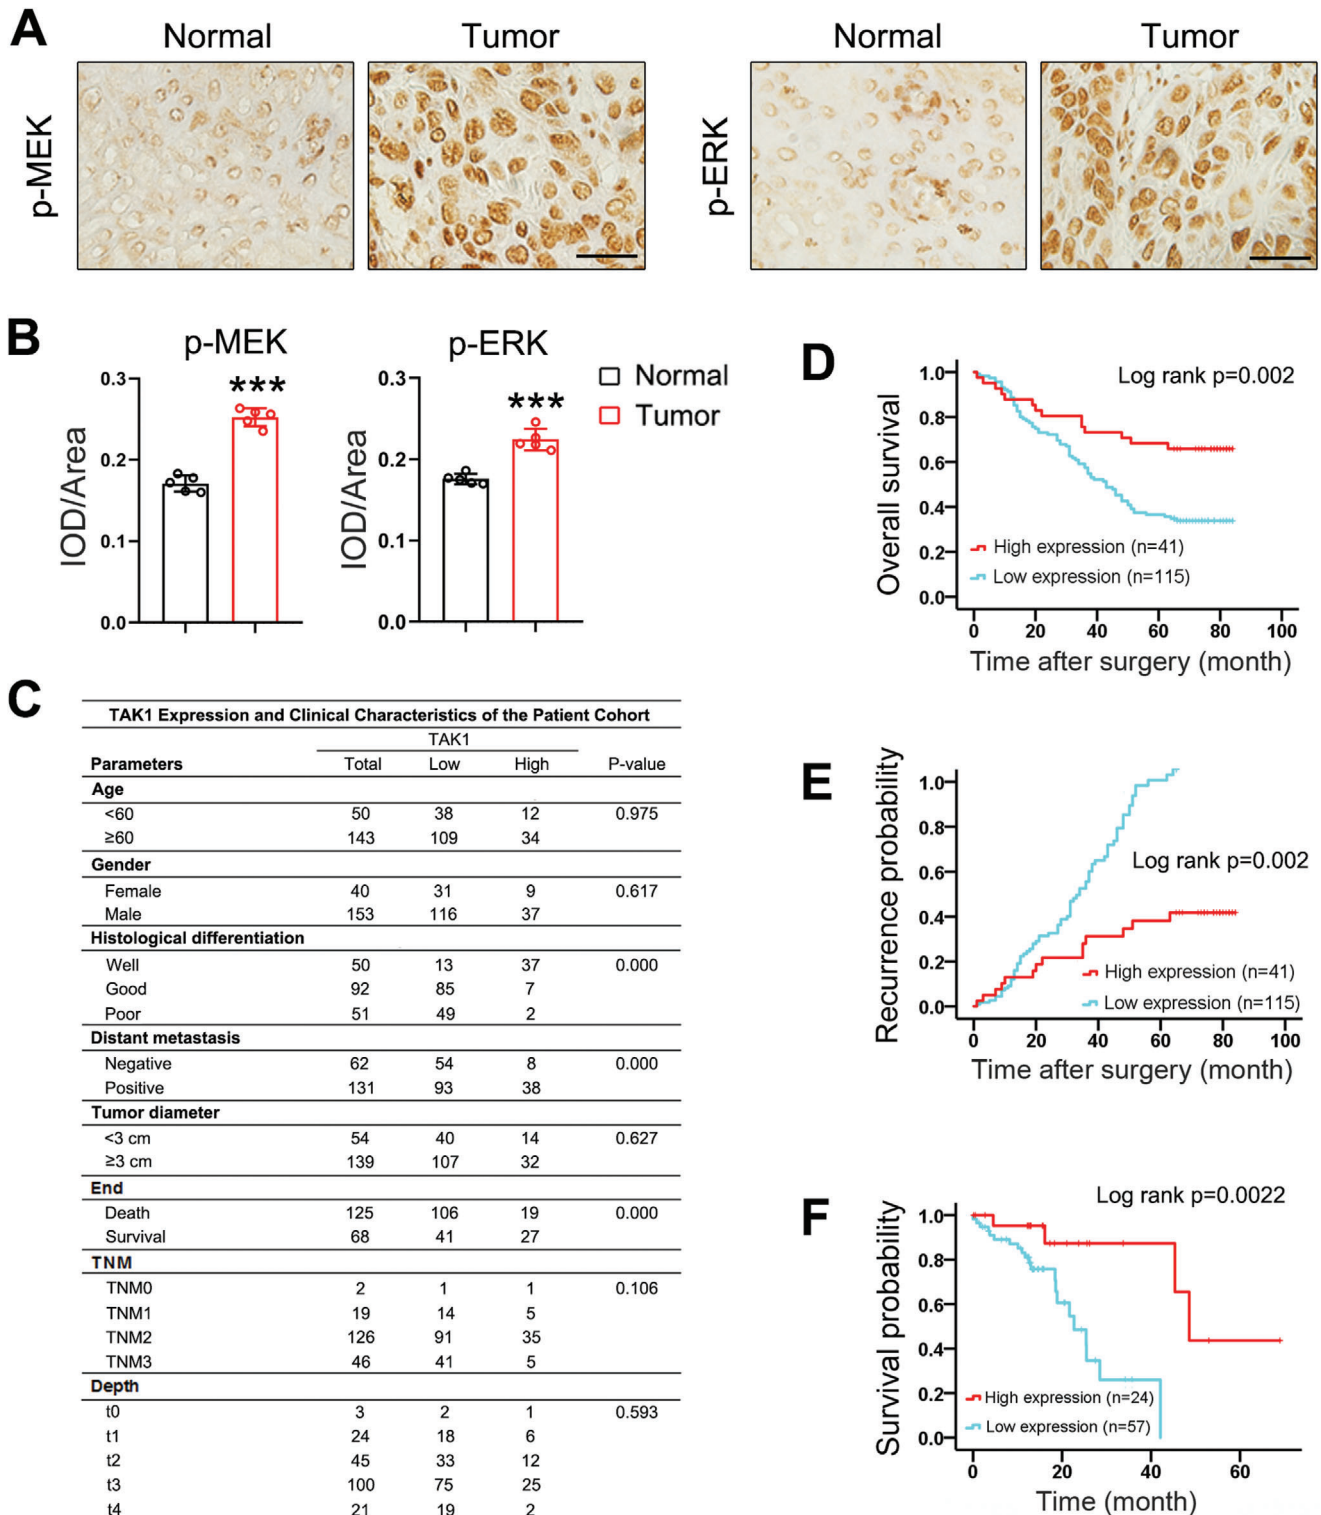 A
Normal Tumor Normal Tumor
p-MEK
p-ERK
B
p-MEK
***
0.3
0.2
0.1
0.0
IOD/Area
p-ERK
***
0.3
0.2
0.1
0.0
IOD/Area
Normal
Tumor
C
TAK1 Expression and Clinical Characteristics of the Patient Cohort
TAK1
Parameters Total Low High P-value
Age
<60 50 38 12 0.975
≥60 143 109 34
Gender
Female 40 31 9 0.617
Male 153 116 37
Histological differentiation
Well 50 13 37 0.000
Good 92 85 7
Poor 51 49 2
Distant metastasis
Negative 62 54 8 0.000
Positive 131 93 38
Tumor diameter
<3 cm 54 40 14 0.627
≥3 cm 139 107 32
End
Death 125 106 19 0.000
Survival 68 41 27
TNM
TNM0 2 1 1 0.106
TNM1 19 14 5
TNM2 126 91 35
TNM3 46 41 5
Depth
t0 3 2 1 0.593
t1 24 18 6
t2 45 33 12
t3 100 75 25
t4 21 19 2
D
Log rank p=0.002
Overall survival
1.0
0.8
0.6
0.4
0.2
0.0
High expression (n=41)
Low expression (n=115)
0 20 40 60 80 100
Time after surgery (month)
E
Recurrence probability
1.0
0.8
0.6
0.4
0.2
0.0
Log rank p=0.002
High expression (n=41)
Low expression (n=115)
0 20 40 60 80 100
Time after surgery (month)
F
Log rank p=0.0022
Survival probability
1.0
0.8
0.6
0.4
0.2
0.0
High expression (n=24)
Low expression (n=57)
0 20 40 60
Time (month)